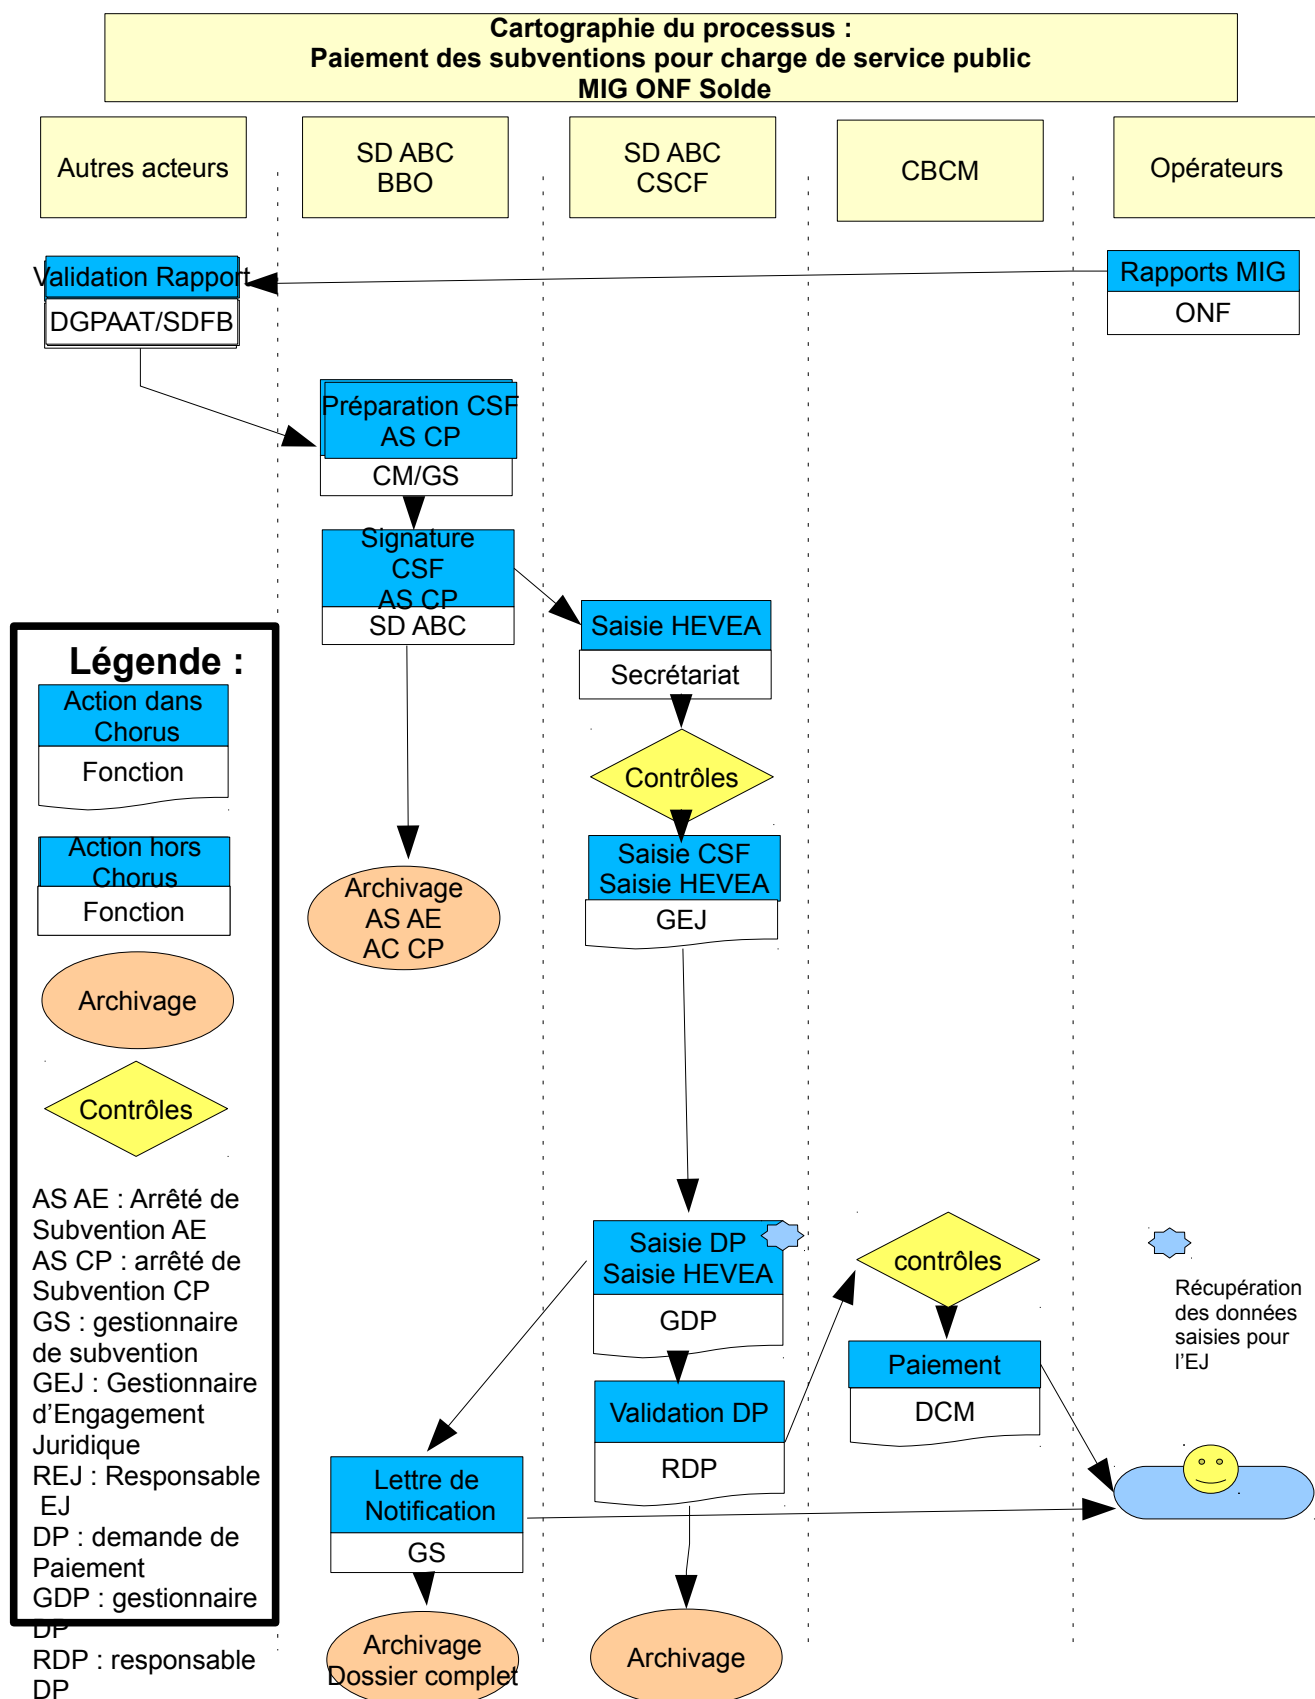 Cartographie du processus :
Paiement des subventions pour charge de service public
MIG ONF Solde
Autres acteurs
SD ABC
BBO
SD ABC
CSCF
CBCM
Opérateurs
Validation Rapport
DGPAAT/SDFB
Rapports MIG
ONF
Préparation CSF
AS CP
CM/GS
Signature
CSF
AS CP
SD ABC
Saisie HEVEA
Secrétariat
Contrôles
Saisie CSF
Saisie HEVEA
GEJ
Archivage
AS AE
AC CP
Saisie DP
Saisie HEVEA
GDP
Validation DP
RDP
contrôles
Paiement
DCM
Récupération
des données
saisies pour
l'EJ
Lettre de
Notification
GS
Archivage
Dossier complet
Archivage
Légende :
Action dans
Chorus
Fonction
Action hors
Chorus
Fonction
Archivage
Contrôles
AS AE : Arrêté de
Subvention AE
AS CP : arrêté de
Subvention CP
GS : gestionnaire
de subvention
GEJ : Gestionnaire
d'Engagement
Juridique
REJ : Responsable
EJ
DP : demande de
Paiement
GDP : gestionnaire
DP
RDP : responsable
DP